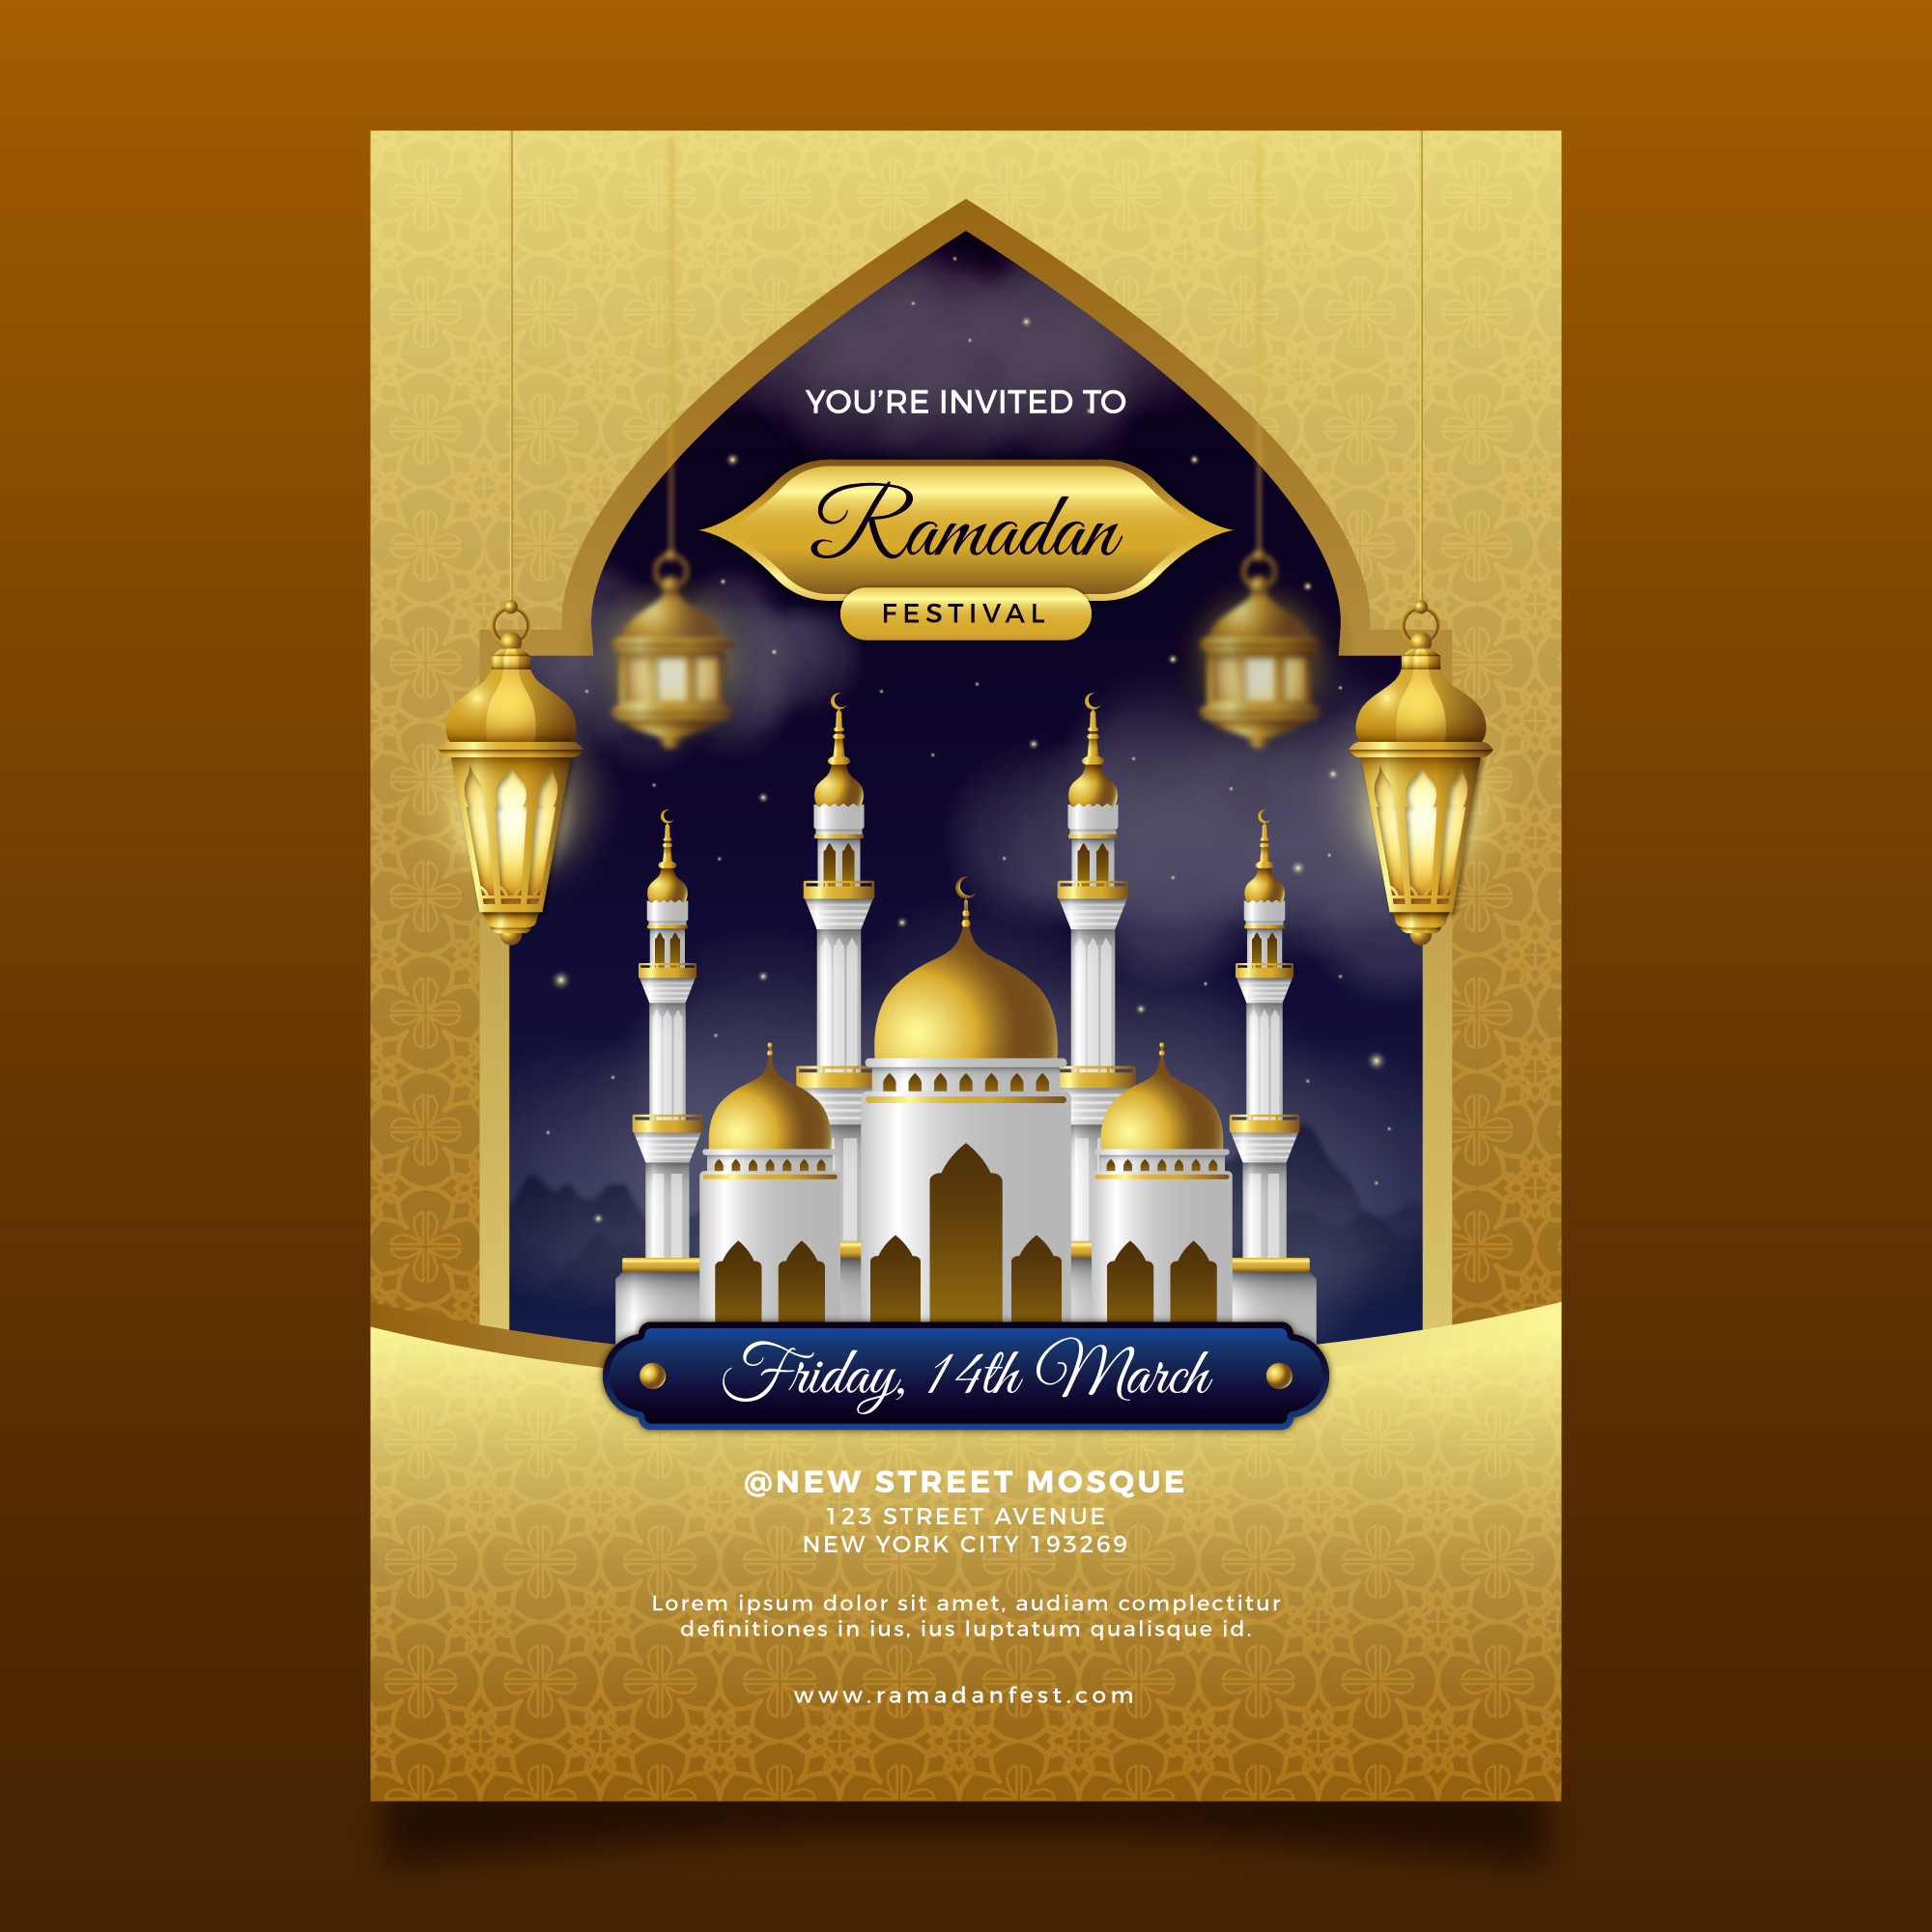 YOU'RE INVITED TO
Ramadan
FESTIVAL
Friday, 14th March
@NEW STREET MOSQUE
123 STREET AVENUE
NEW YORK CITY 193269
Lorem ipsum dolor sit amet, audiam complectitur
definitiones in ius, ius luptatum qualisque id.
www.ramadanfest.com